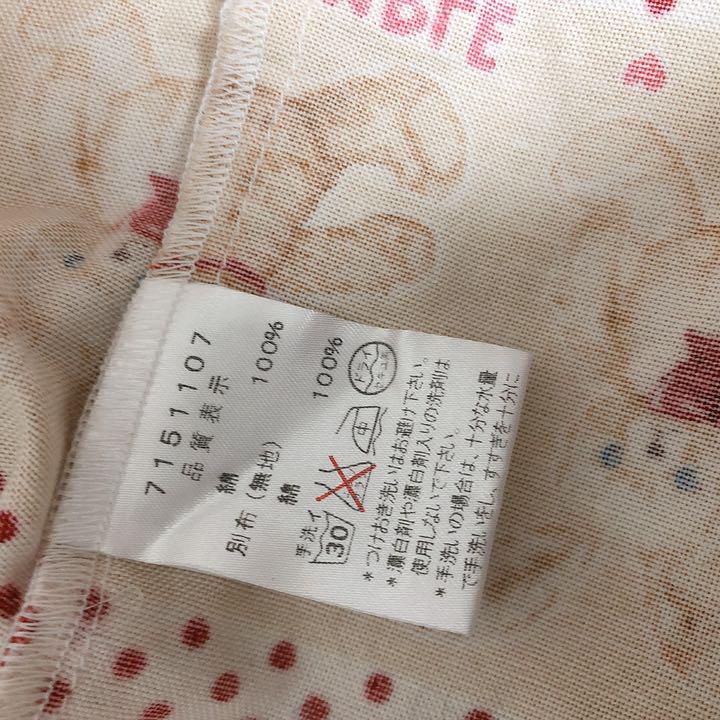 7151107
品質表示
綿 100%
別布(無地)
綿 100%
手洗イ
30
中
ドライ
*つけおき洗いはお避け下さい。
*漂白剤や漂白剤入りの洗剤は
使用しないで下さい。
*手洗いの場合は、十分な水量
で手洗いをし、すすぎを十分に